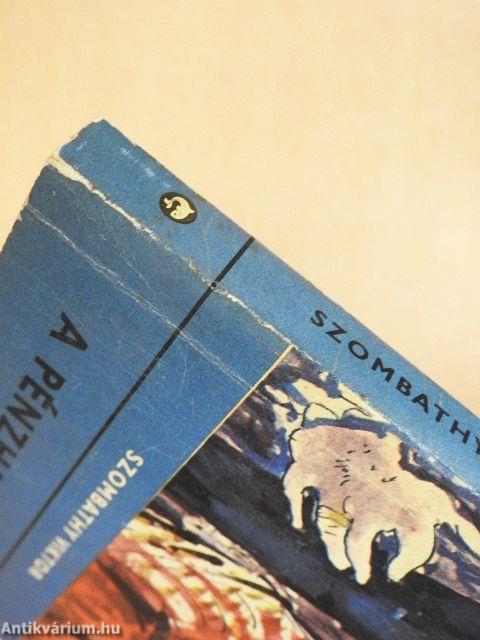 SZOMBATHY
A PÉNZH
SZOMBATHY VIKTOR
Antikvárium.hu